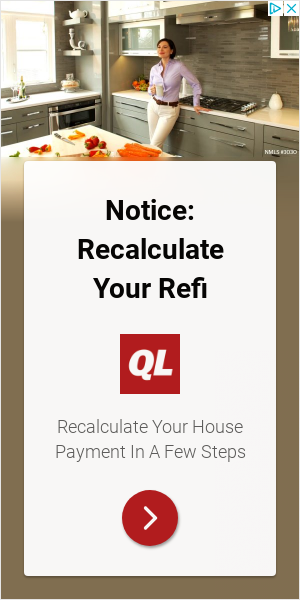 NMLS #3030
Notice:
Recalculate
Your Refi
QL
Recalculate Your House
Payment In A Few Steps